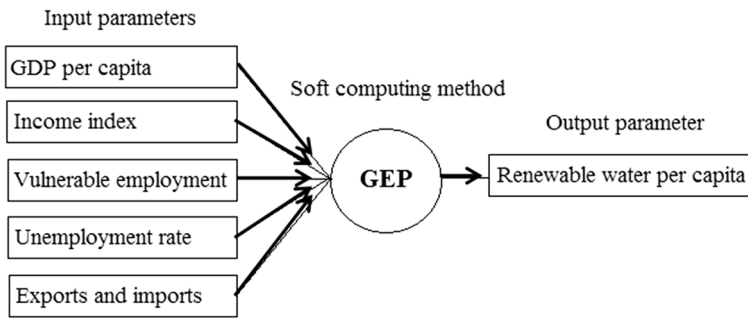 Input parameters
GDP per capita
Income index
Vulnerable employment
Unemployment rate
Exports and imports
Soft computing method
GEP
Output parameter
Renewable water per capita